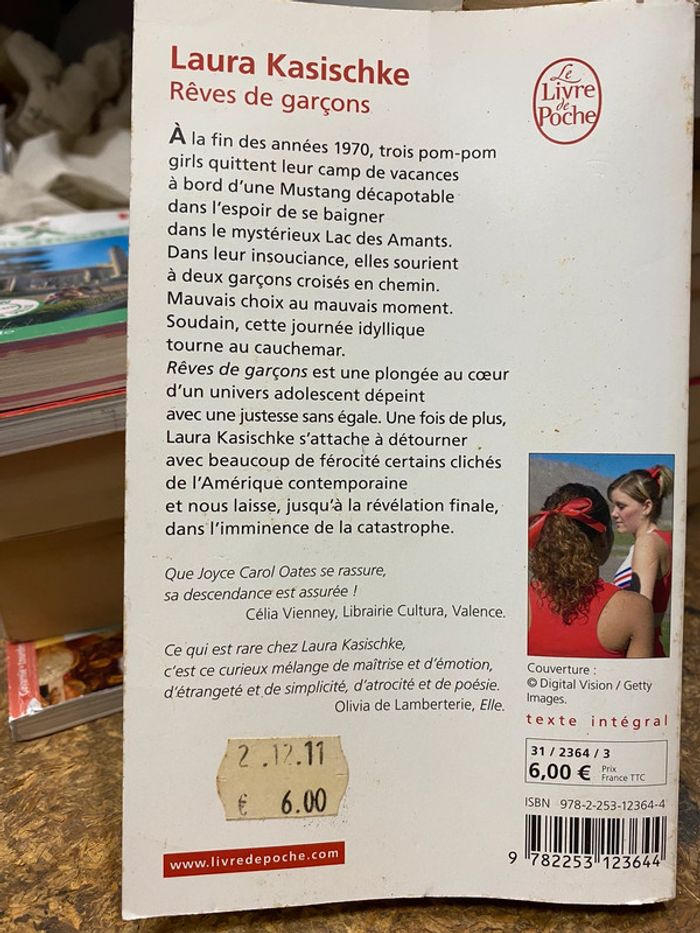 Laura Kasischke
Rêves de garçons
Le
Livre
de
Poche
À la fin des années 1970, trois pom-pom
girls quittent leur camp de vacances
à bord d'une Mustang décapotable
dans l'espoir de se baigner
dans le mystérieux Lac des Amants.
Dans leur insouciance, elles sourient
à deux garçons croisés en chemin.
Mauvais choix au mauvais moment.
Soudain, cette journée idyllique
tourne au cauchemar.
Rêves de garçons est une plongée au cœur
d'un univers adolescent dépeint
avec une justesse sans égale. Une fois de plus,
Laura Kasischke s'attache à détourner
avec beaucoup de férocité certains clichés
de l'Amérique contemporaine
et nous laisse, jusqu'à la révélation finale,
dans l'imminence de la catastrophe.
Que Joyce Carol Oates se rassure,
sa descendance est assurée !
Célia Vienney, Librairie Cultura, Valence.
Ce qui est rare chez Laura Kasischke,
c'est ce curieux mélange de maîtrise et d'émotion,
d'étrangeté et de simplicité, d'atrocité et de poésie.
Olivia de Lamberterie, Elle.
Couverture :
© Digital Vision / Getty
Images.
texte intégral
31 / 2364 / 3
6,00 € Prix
France TTC
ISBN 978-2-253-12364-4
9 782253 123644
2 .12.11
€ 6.00
www.livredepoche.com